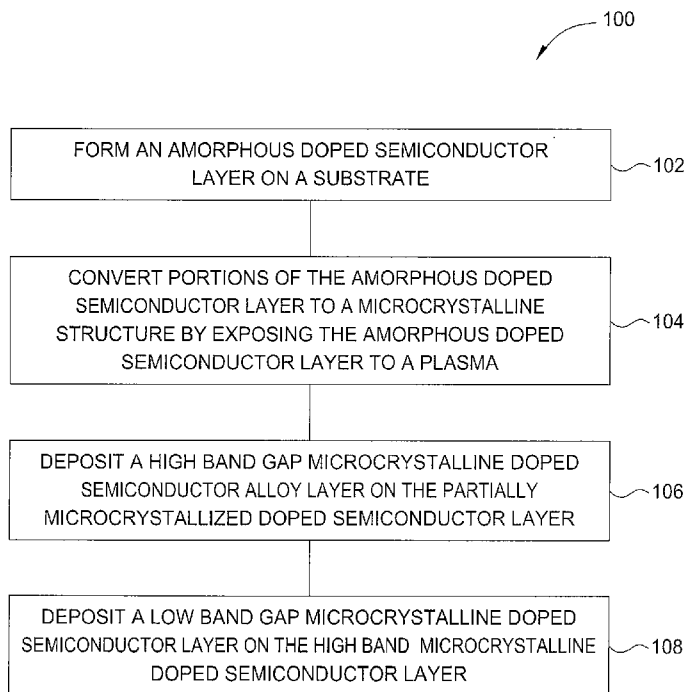 100
FORM AN AMORPHOUS DOPED SEMICONDUCTOR
LAYER ON A SUBSTRATE
102
CONVERT PORTIONS OF THE AMORPHOUS DOPED
SEMICONDUCTOR LAYER TO A MICROCRYSTALLINE
STRUCTURE BY EXPOSING THE AMORPHOUS DOPED
SEMICONDUCTOR LAYER TO A PLASMA
104
DEPOSIT A HIGH BAND GAP MICROCRYSTALLINE DOPED
SEMICONDUCTOR ALLOY LAYER ON THE PARTIALLY
MICROCRYSTALLIZED DOPED SEMICONDUCTOR LAYER
106
DEPOSIT A LOW BAND GAP MICROCRYSTALLINE DOPED
SEMICONDUCTOR LAYER ON THE HIGH BAND MICROCRYSTALLINE
DOPED SEMICONDUCTOR LAYER
108